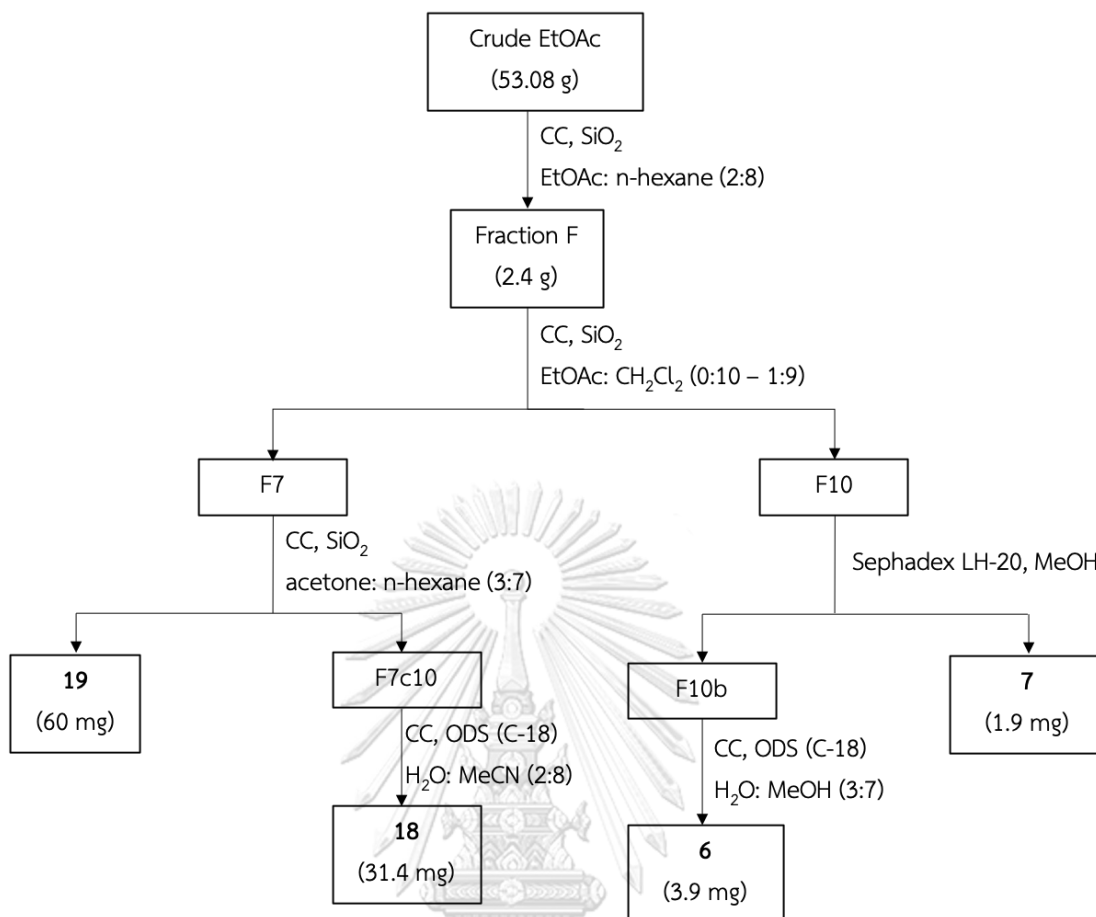 Crude EtOAc
(53.08 g)
CC, SiO₂
EtOAc: n-hexane (2:8)
Fraction F
(2.4 g)
CC, SiO₂
EtOAc: CH₂Cl₂ (0:10 – 1:9)
F7
F10
CC, SiO₂
acetone: n-hexane (3:7)
Sephadex LH-20, MeOH
19
(60 mg)
F7c10
F10b
7
(1.9 mg)
CC, ODS (C-18)
H₂O: MeCN (2:8)
CC, ODS (C-18)
H₂O: MeOH (3:7)
18
(31.4 mg)
6
(3.9 mg)